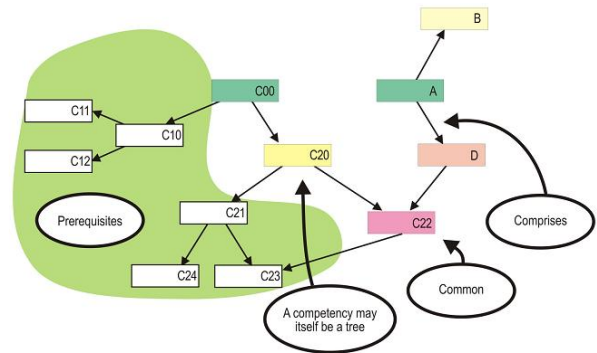 B
C00
A
C11
C10
C12
C20
D
C21
C22
Prerequisites
Comprises
C24
C23
Common
A competency may
itself be a tree